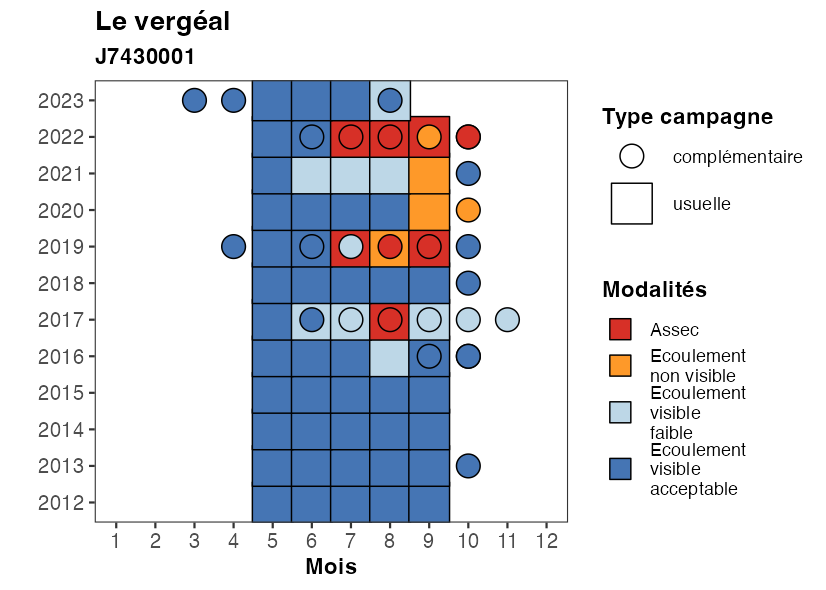 Le vergéal
J7430001
2023
2022
2021
2020
2019
2018
2017
2016
2015
2014
2013
2012
1 2 3 4 5 6 7 8 9 10 11 12
Mois
Type campagne
complémentaire
usuelle
Modalités
Assec
Ecoulement
non visible
Ecoulement
visible
faible
Ecoulement
visible
acceptable